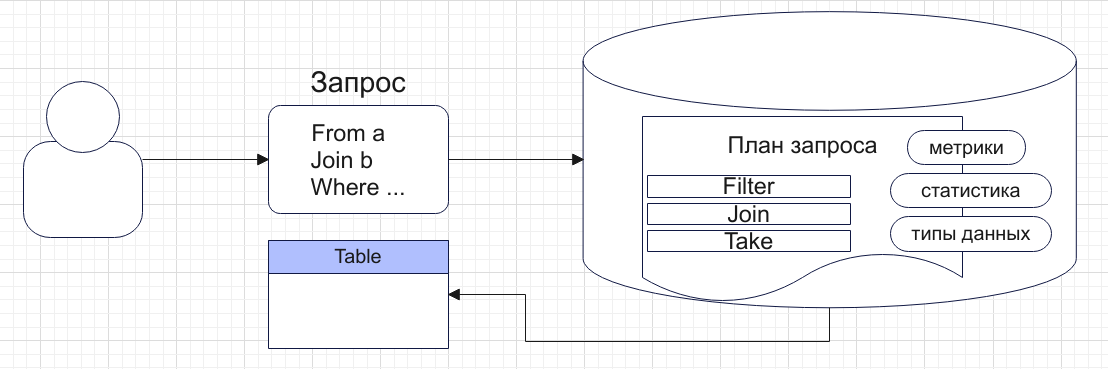 Запрос
From a
Join b
Where ...
Table
План запроса
Filter
Join
Take
метрики
статистика
типы данных